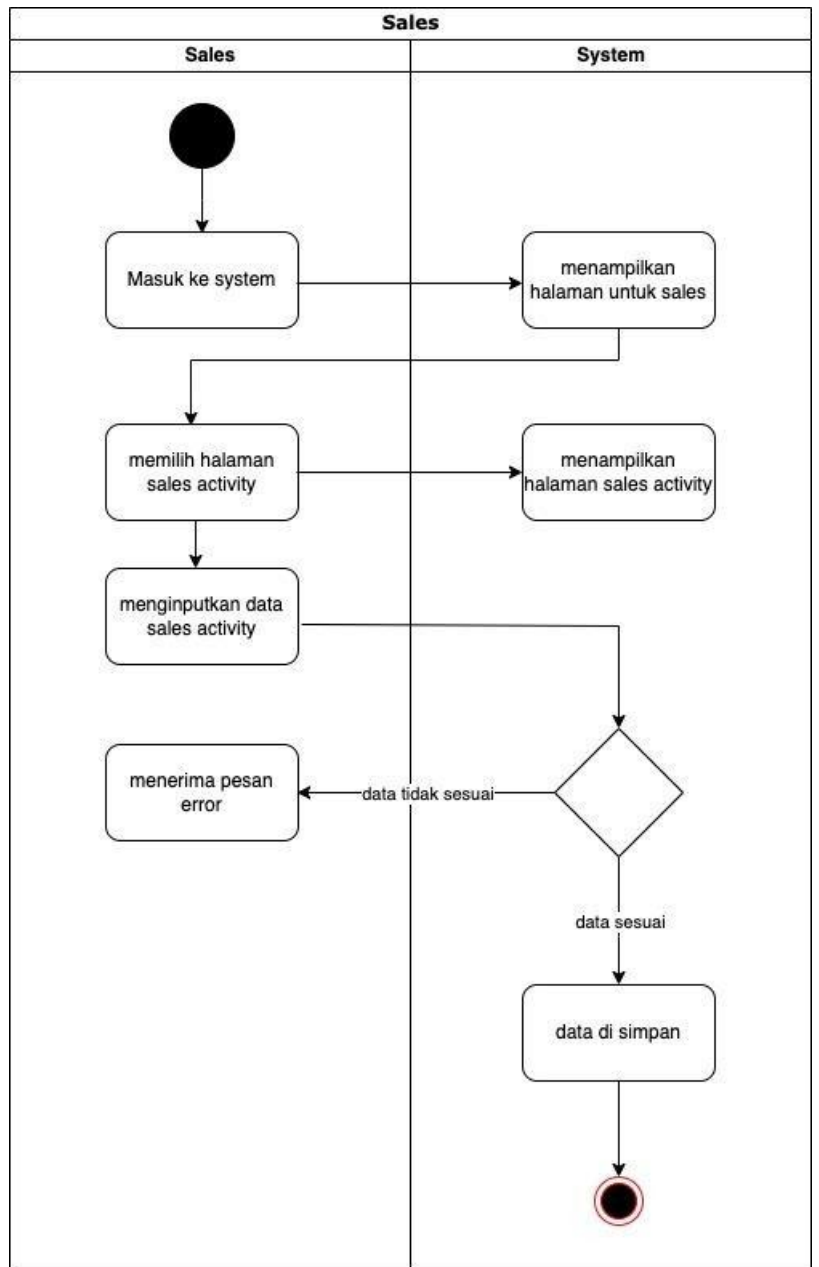 Sales
Sales
System
Masuk ke system
menampilkan
halaman untuk sales
memilih halaman
sales activity
menampilkan
halaman sales activity
menginputkan data
sales activity
menerima pesan
error
data tidak sesuai
data sesuai
data di simpan